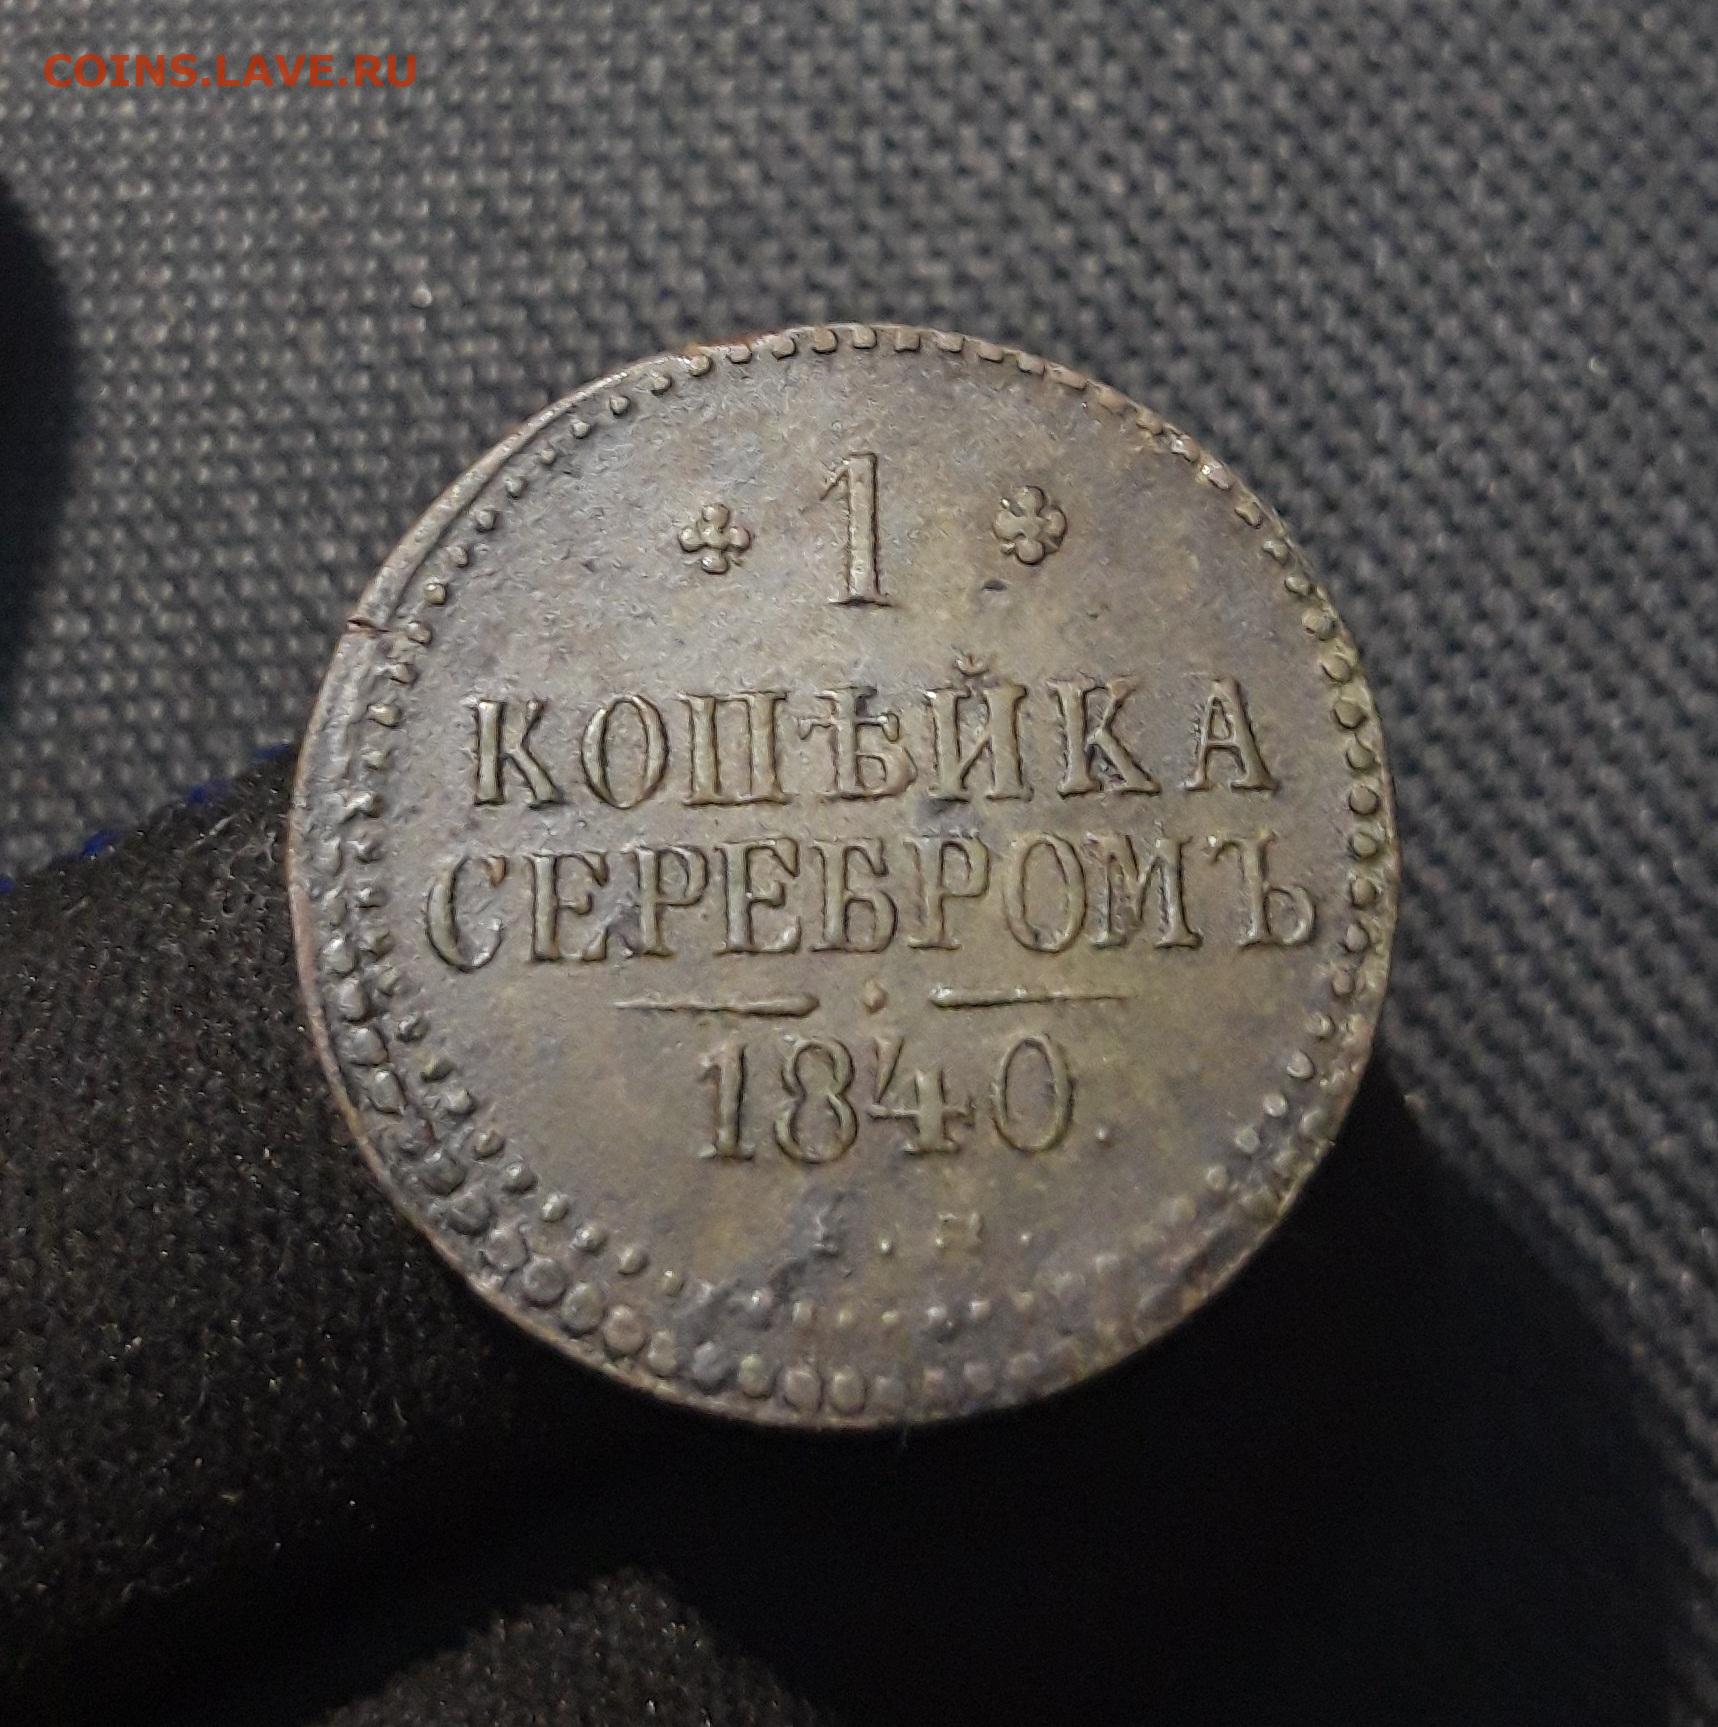 COINS.LAVE.RU
1
КОПѢЙКА
СЕРЕБРОМЪ
1840